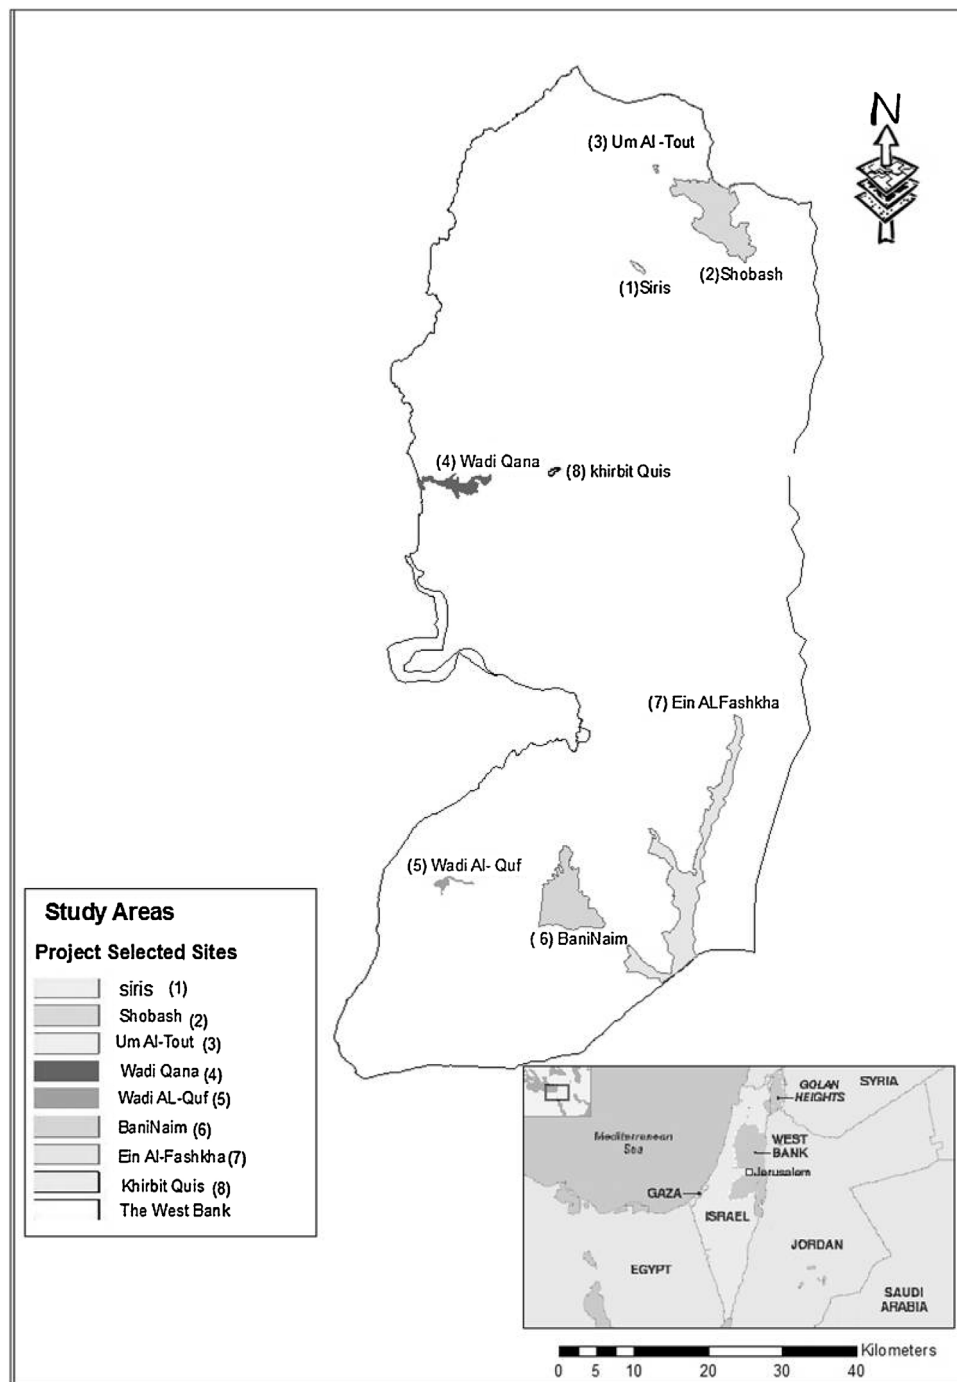 N
(3) Um Al -Tout
(2)Shobash
(1)Siris
(4) Wadi Qana
(8) khirbit Quis
(7) Ein ALFashkha
(5) Wadi Al- Quf
( 6) BaniNaim
Study Areas
Project Selected Sites
siris (1)
Shobash (2)
Um Al-Tout (3)
Wadi Qana (4)
Wadi AL-Quf (5)
BaniNaim (6)
Ein Al-Fashkha (7)
Khirbit Quis (8)
The West Bank
GOLAN
HEIGHTS
SYRIA
Mediterranean
Sea
WEST
BANK
Jerusalem
GAZA
ISRAEL
JORDAN
EGYPT
SAUDI
ARABIA
Kilometers
0 5 10 20 30 40